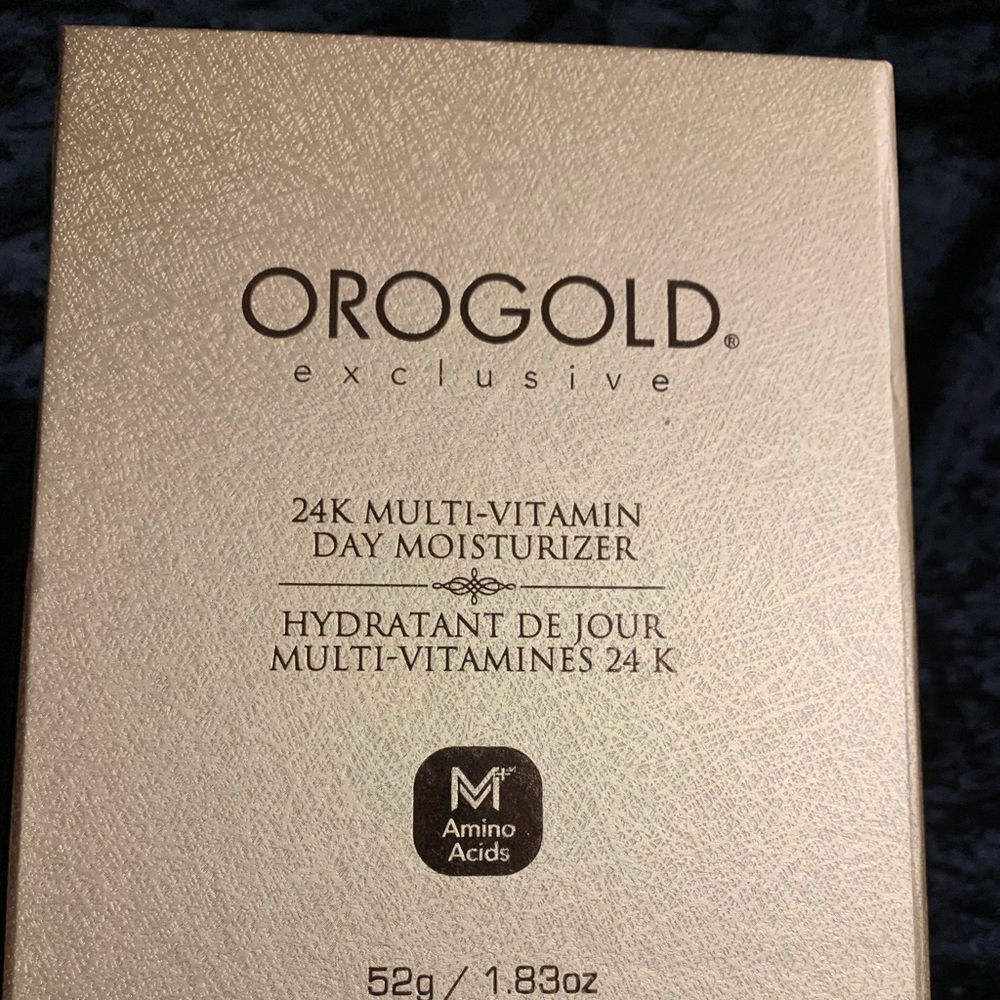 OROGOLD®
exclusive
24K MULTI-VITAMIN
DAY MOISTURIZER
HYDRATANT DE JOUR
MULTI-VITAMINES 24 K
M+
Amino
Acids
52g / 1.83oz